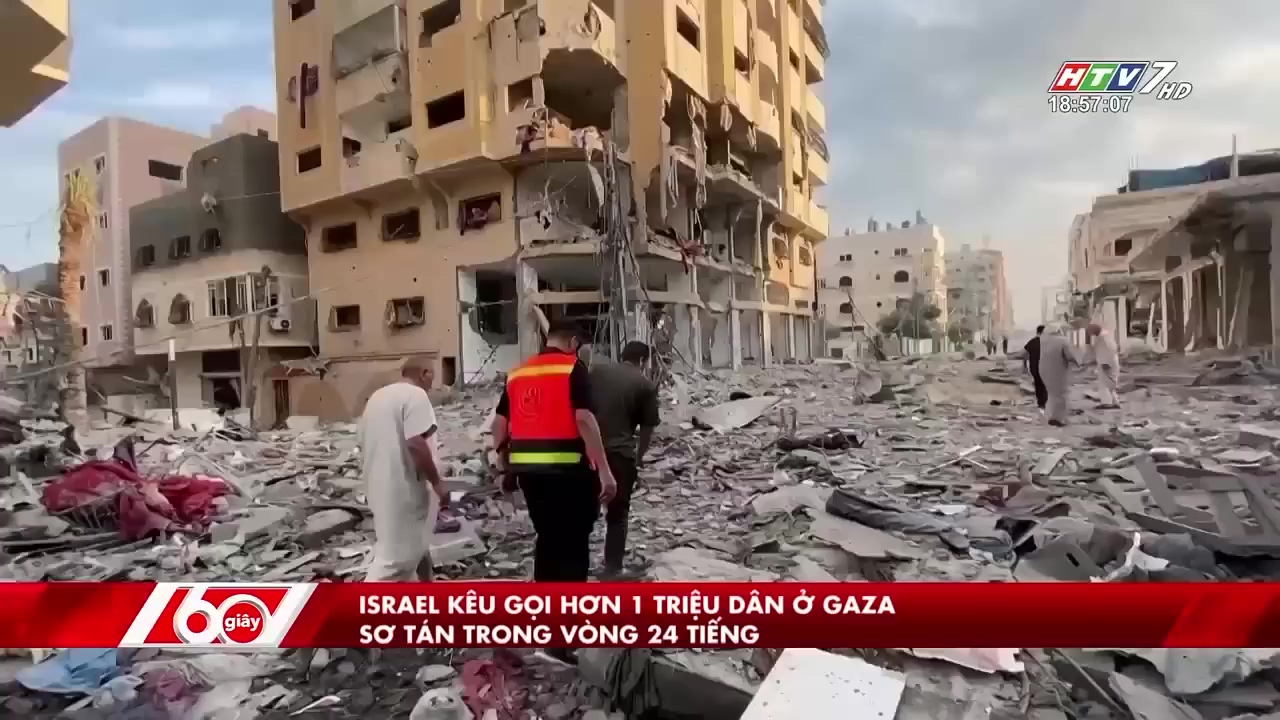 HTV7 HD
18:57:07
60 giây
ISRAEL KÊU GỌI HƠN 1 TRIỆU DÂN Ở GAZA
SƠ TÁN TRONG VÒNG 24 TIẾNG